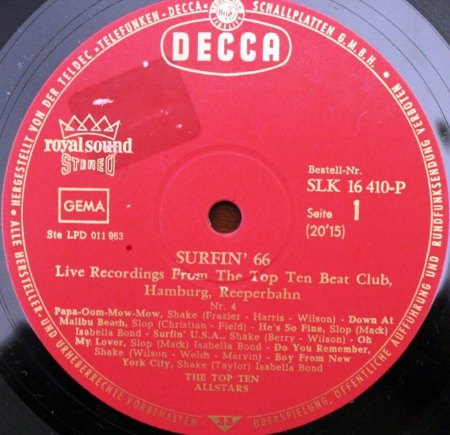 HERGESTELLT VON DER TELDEC »TELEFUNKEN-DECCA« SCHALLPLATTEN G.M.B.H.
DECCA
royal sound
STEREO
Bestell-Nr.
SLK 16 410-P
GEMA
Seite 1
(20'15)
Ste LPD 011 963
SURFIN' 66
Live Recordings From The Top Ten Beat Club,
Hamburg, Reeperbahn
Nr. 4
Papa-Oom-Mow-Mow, Shake (Frazier - Harris - Wilson) - Down At
Malibu Beach, Slop (Christian - Field) - He's So Fine, Slop (Mack)
Isabella Bond - Surfin' U.S.A., Shake (Berry - Wilson) - Oh
My Lover, Slop (Mack) Isabella Bond - Do You Remember,
Shake (Wilson - Welch - Marvin) - Boy From New
York City, Shake (Taylor) Isabella Bond
THE TOP TEN
ALLSTARS
33
ALLE HERSTELLER- UND URHEBERRECHTE VORBEHALTEN
ÜBERSPIELUNG, ÖFFENTLICHE AUFFÜHRUNG UND RUNDFUNKSENDUNG VERBOTEN